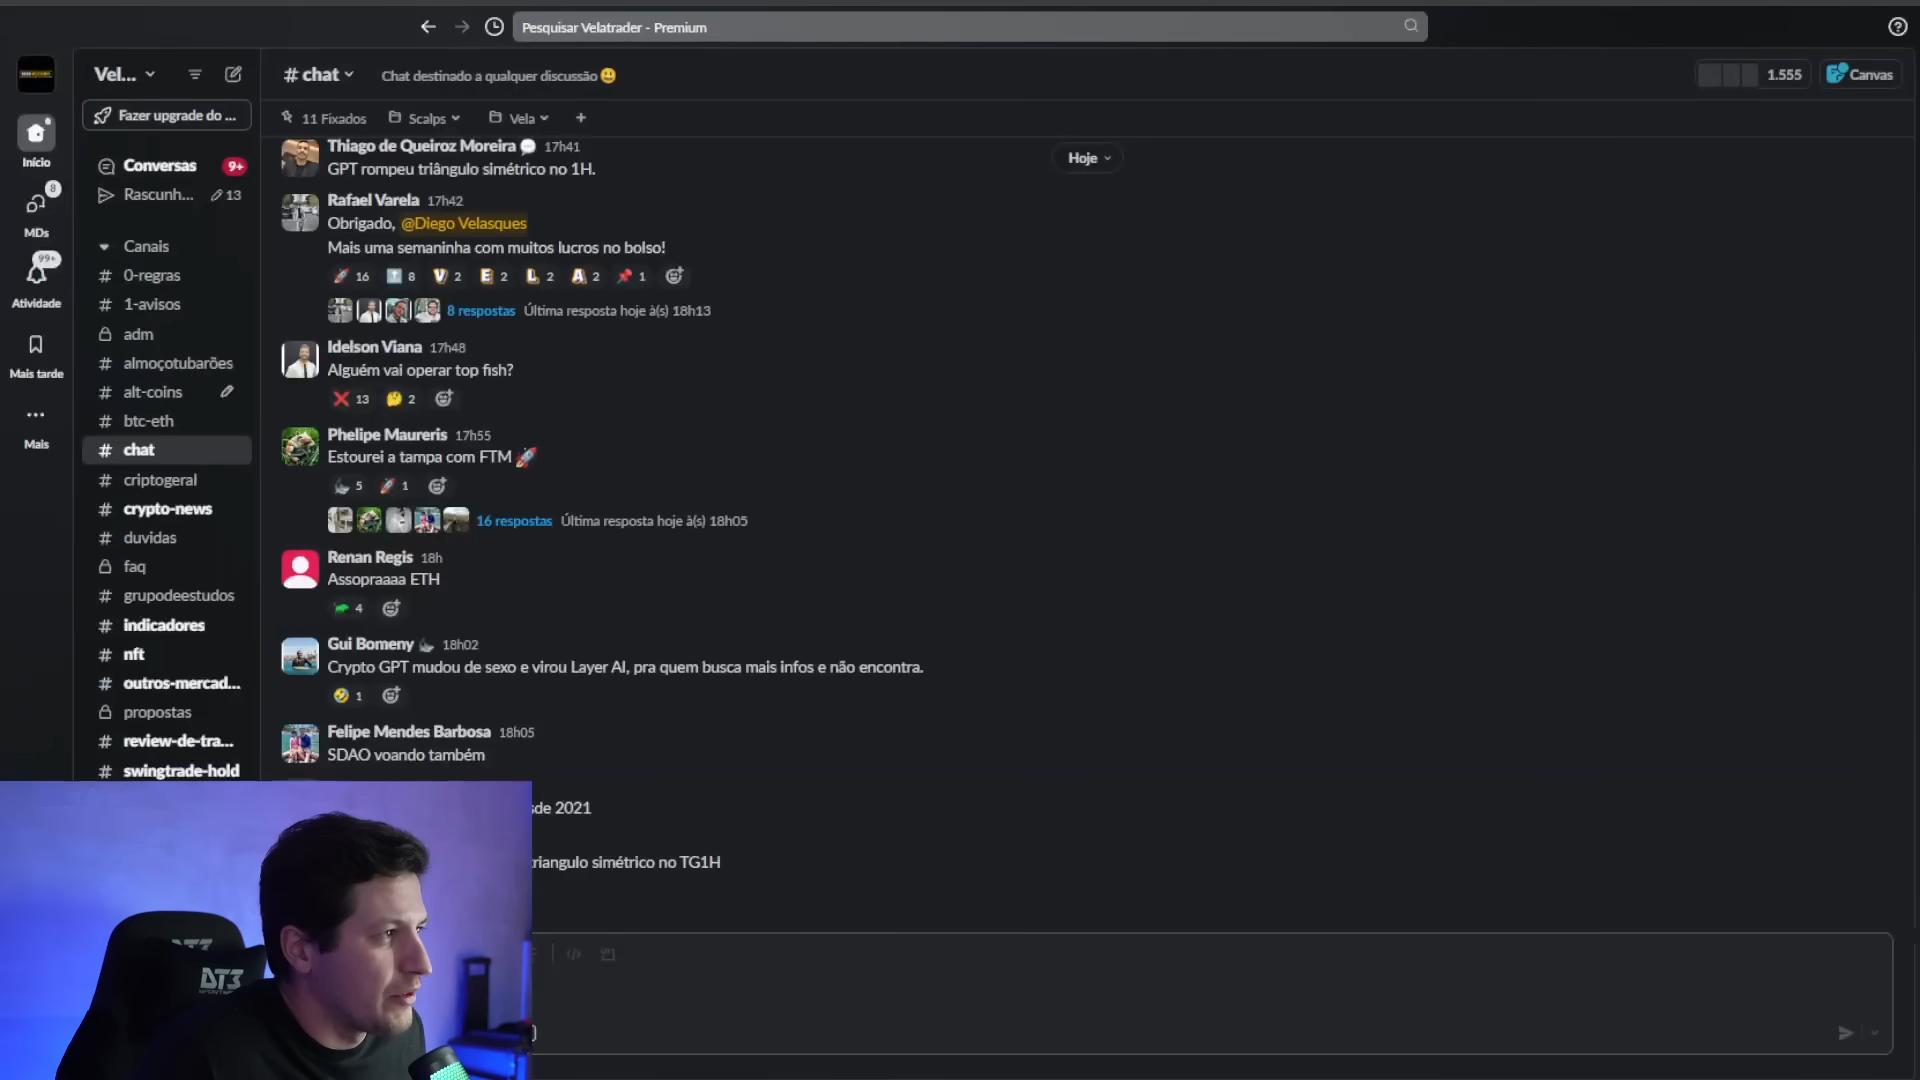 Pesquisar Velatrader - Premium
Vel...
# chat
Chat destinado a qualquer discussão
1.555
Canvas
Fazer upgrade do ...
11 Fixados
Scalps
Vela
+
Início
Conversas
9+
Rascunh...
13
8
MDs
99+
Atividade
Mais tarde
Mais
Canais
# 0-regras
# 1-avisos
adm
# almoçotubarões
# alt-coins
# btc-eth
# chat
# criptogeral
# crypto-news
# duvidas
faq
# grupodeestudos
# indicadores
# nft
# outros-mercad...
propostas
# review-de-tra...
# swingtrade-hold
Hoje
Thiago de Queiroz Moreira 17h41
GPT rompeu triângulo simétrico no 1H.
Rafael Varela 17h42
Obrigado, @Diego Velasques
Mais uma semaninha com muitos lucros no bolso!
16 8 V 2 E 2 L 2 A 2 1
8 respostas Última resposta hoje à(s) 18h13
Idelson Viana 17h48
Alguém vai operar top fish?
13 2
Phelipe Maureris 17h55
Estourei a tampa com FTM
5 1
16 respostas Última resposta hoje à(s) 18h05
Renan Regis 18h
Assopraaaa ETH
4
Gui Bomeny 18h02
Crypto GPT mudou de sexo e virou Layer AI, pra quem busca mais infos e não encontra.
1
Felipe Mendes Barbosa 18h05
SDAO voando também
sde 2021
triangulo simétrico no TG1H
DT3